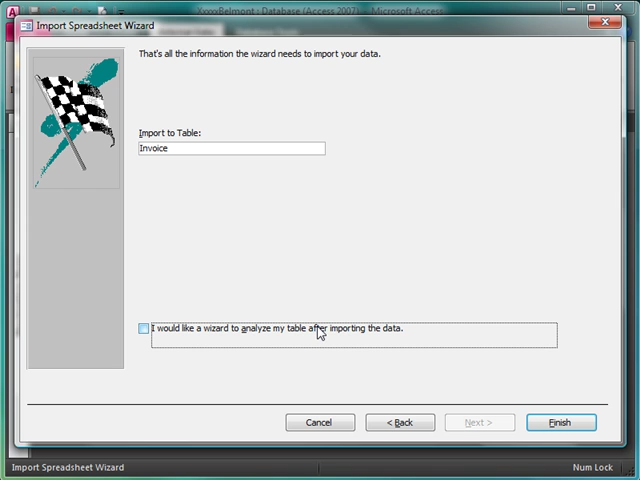 XxxxxBelmont : Database (Access 2007) - Microsoft Access
Import Spreadsheet Wizard
That's all the information the wizard needs to import your data.
Import to Table:
Invoice
I would like a wizard to analyze my table after importing the data.
Cancel
< Back
Next >
Finish
Import Spreadsheet Wizard
Num Lock